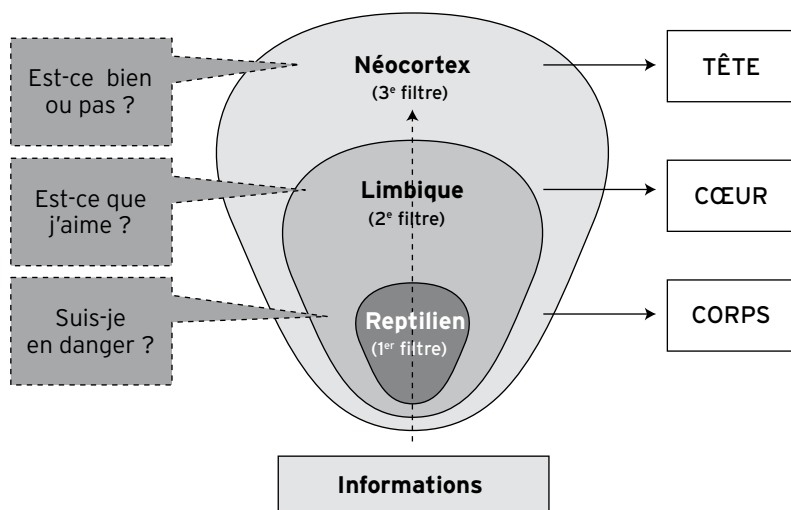 Est-ce bien
ou pas ?
Néocortex
(3e filtre)
TÊTE
Est-ce que
j'aime ?
Limbique
(2e filtre)
CŒUR
Suis-je
en danger ?
Reptilien
(1er filtre)
CORPS
Informations